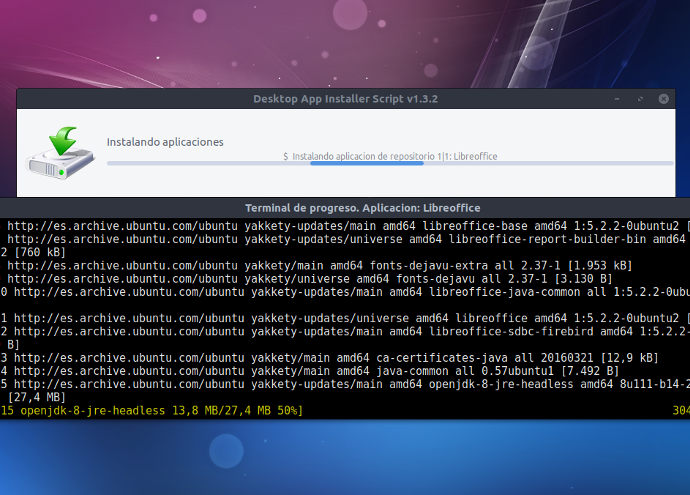 Desktop App Installer Script v1.3.2
Instalando aplicaciones
$ Instalando aplicacion de repositorio 1|1: Libreoffice
Terminal de progreso. Aplicacion: Libreoffice
http://es.archive.ubuntu.com/ubuntu yakkety-updates/main amd64 libreoffice-base amd64 1:5.2.2-0ubuntu2 [
http://es.archive.ubuntu.com/ubuntu yakkety-updates/universe amd64 libreoffice-report-builder-bin amd64
2 [760 kB]
http://es.archive.ubuntu.com/ubuntu yakkety/main amd64 fonts-dejavu-extra all 2.37-1 [1.953 kB]
http://es.archive.ubuntu.com/ubuntu yakkety/universe amd64 fonts-dejavu all 2.37-1 [3.130 B]
0 http://es.archive.ubuntu.com/ubuntu yakkety-updates/main amd64 libreoffice-java-common all 1:5.2.2-0ubu
1 http://es.archive.ubuntu.com/ubuntu yakkety-updates/universe amd64 libreoffice amd64 1:5.2.2-0ubuntu2 [
2 http://es.archive.ubuntu.com/ubuntu yakkety-updates/main amd64 libreoffice-sdbc-firebird amd64 1:5.2.2-
B]
3 http://es.archive.ubuntu.com/ubuntu yakkety/main amd64 ca-certificates-java all 20160321 [12,9 kB]
4 http://es.archive.ubuntu.com/ubuntu yakkety/main amd64 java-common all 0.57ubuntu1 [7.492 B]
5 http://es.archive.ubuntu.com/ubuntu yakkety-updates/main amd64 openjdk-8-jre-headless amd64 8u111-b14-2
[27,4 MB]
15 openjdk-8-jre-headless 13,8 MB/27,4 MB 50%] 304